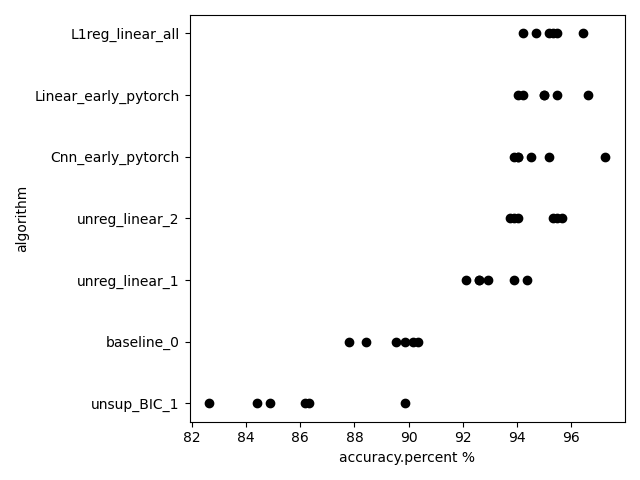 L1reg_linear_all
Linear_early_pytorch
Cnn_early_pytorch
unreg_linear_2
unreg_linear_1
baseline_0
unsup_BIC_1
algorithm
82 84 86 88 90 92 94 96
accuracy.percent %